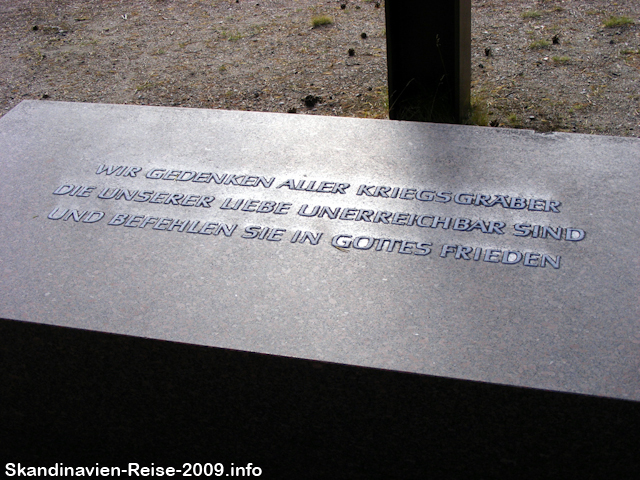 WIR GEDENKEN ALLER KRIEGSGRÄBER
DIE UNSERER LIEBE UNERREICHBAR SIND
UND BEFEHLEN SIE IN GOTTES FRIEDEN
Skandinavien-Reise-2009.info